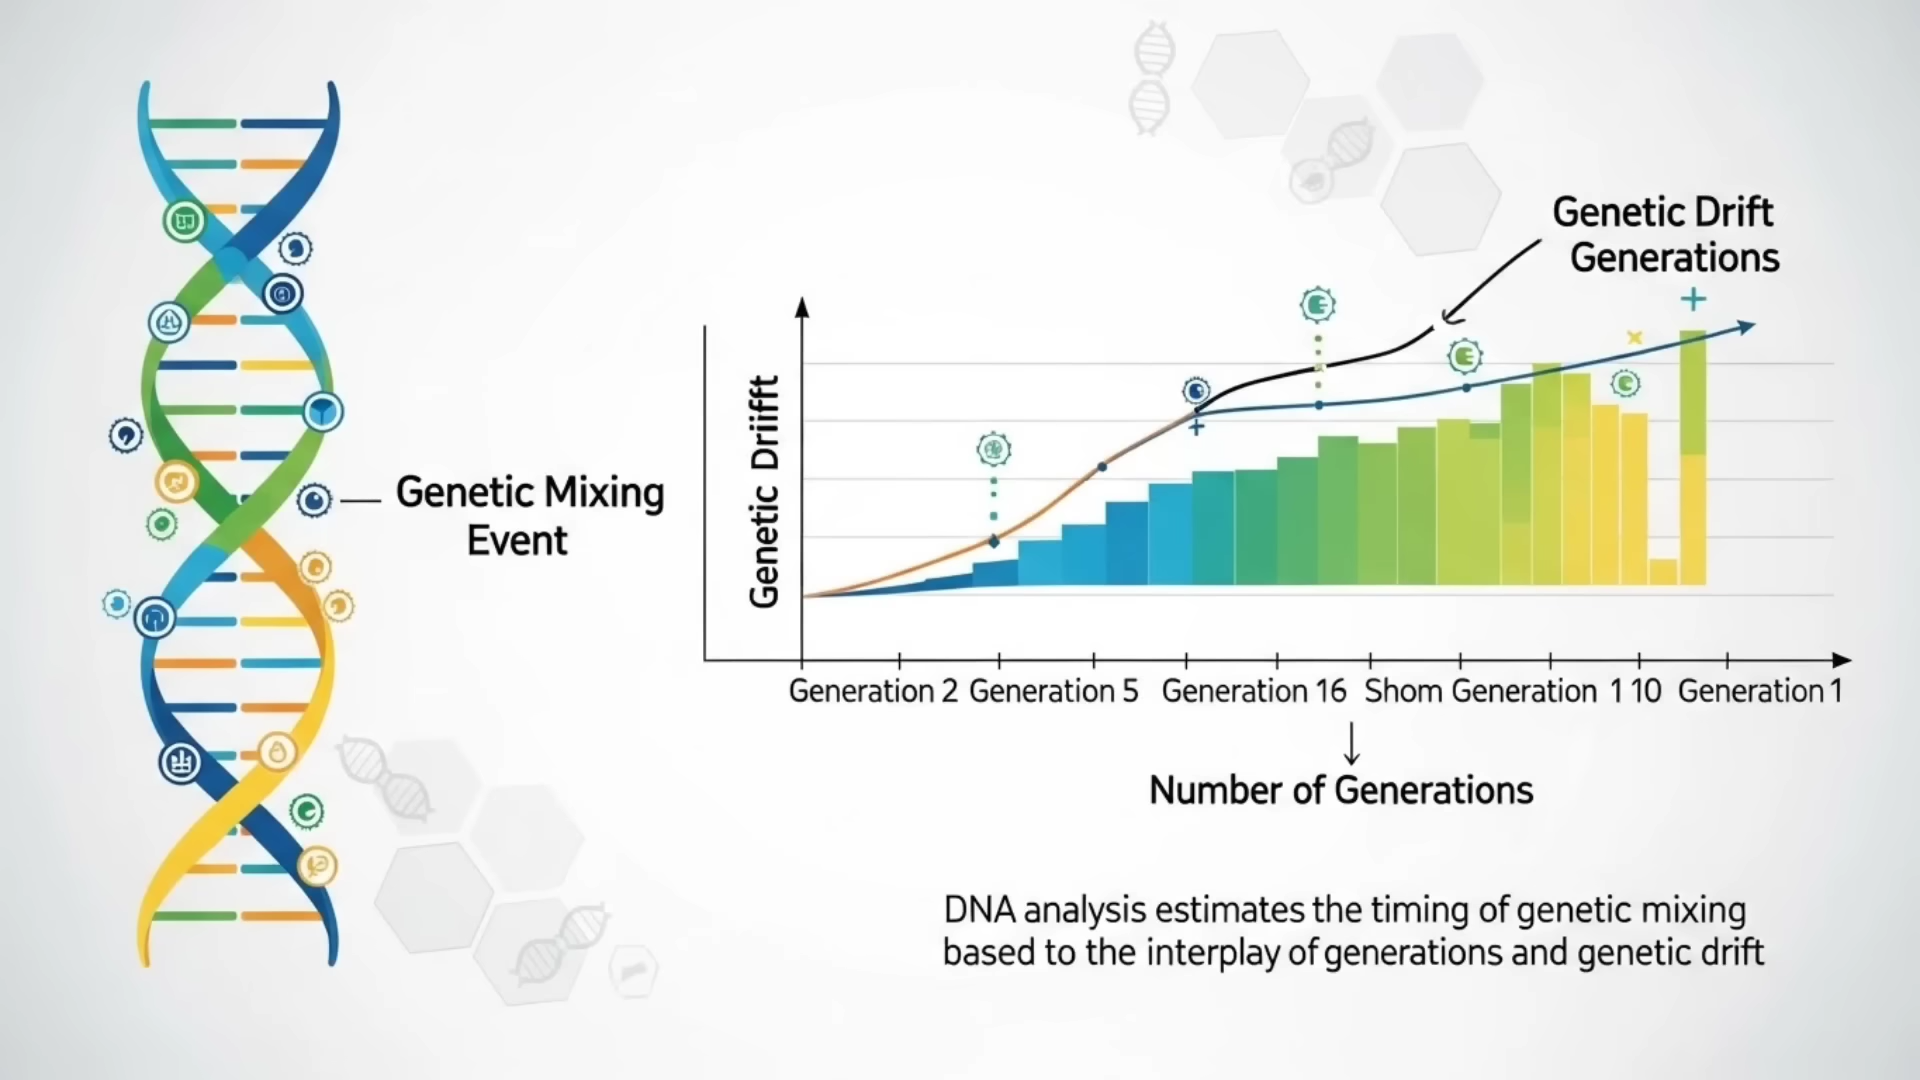 Genetic Drift
Generations
Genetic Mixing
Event
Genetic Driifft
Generation 2 Generation 5 Generation 16 Shom Generation 1 10 Generation 1
Number of Generations
DNA analysis estimates the timing of genetic mixing
based to the interplay of generations and genetic drift